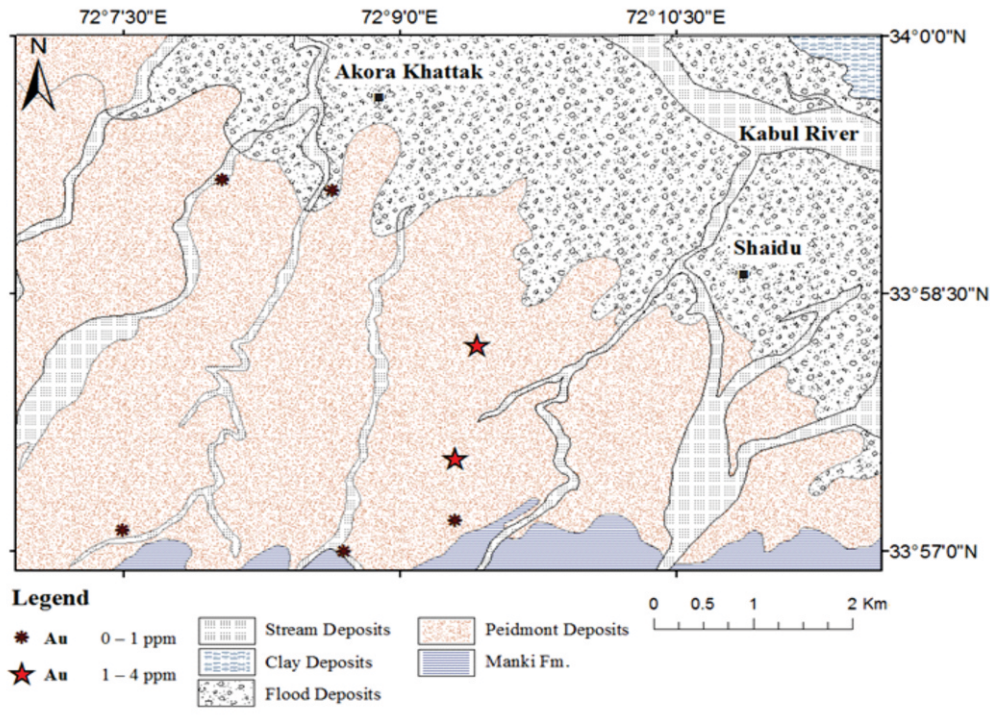 72°7'30"E 72°9'0"E 72°10'30"E
34°0'0"N
N
Akora Khattak
Kabul River
Shaidu
33°58'30"N
33°57'0"N
Legend
Au 0 – 1 ppm
Au 1 – 4 ppm
Stream Deposits
Clay Deposits
Flood Deposits
Peidmont Deposits
Manki Fm.
0 0.5 1 2 Km